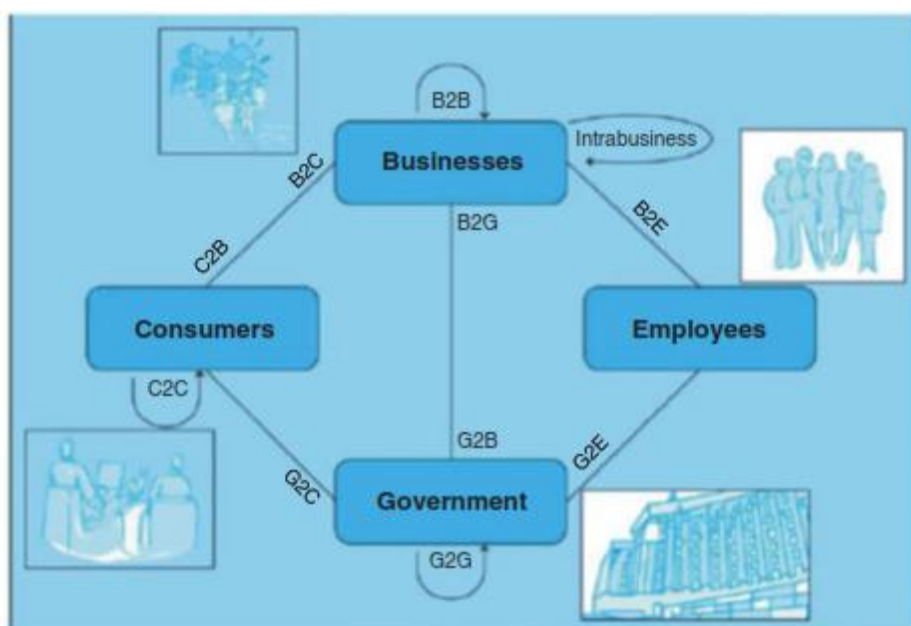 B2B
Intrabusiness
Businesses
B2C
B2G
B2E
C2B
Consumers
Employees
C2C
G2B
G2E
G2C
Government
G2G